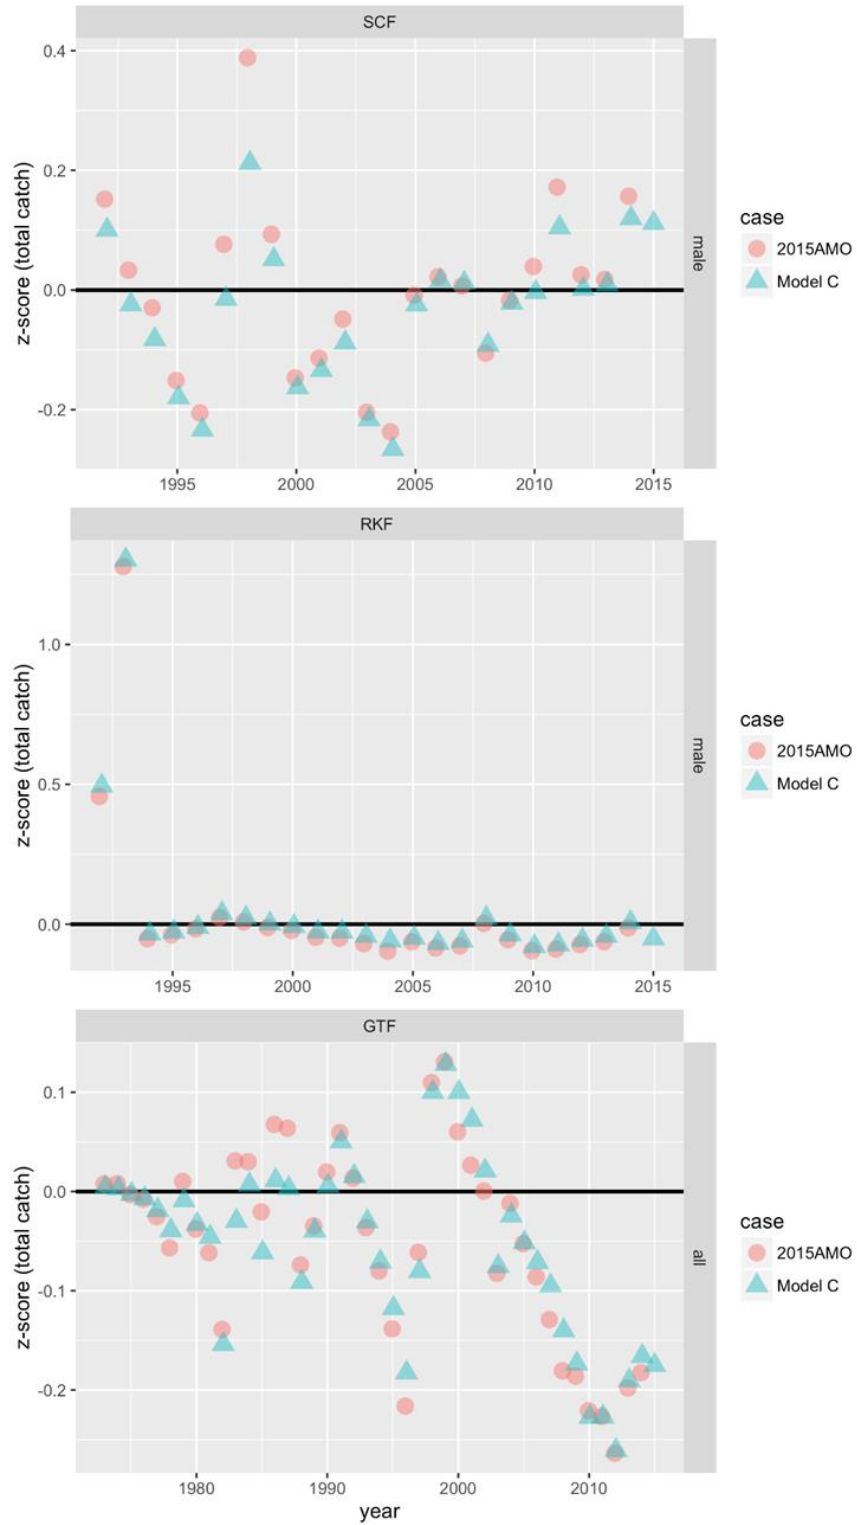 SCF
0.4
0.2
0.0
-0.2
z-score (total catch)
male
1995 2000 2005 2010 2015
case
2015AMO
Model C
RKF
1.0
0.5
0.0
z-score (total catch)
male
1995 2000 2005 2010 2015
case
2015AMO
Model C
GTF
0.1
0.0
-0.1
-0.2
z-score (total catch)
all
1980 1990 2000 2010
year
case
2015AMO
Model C